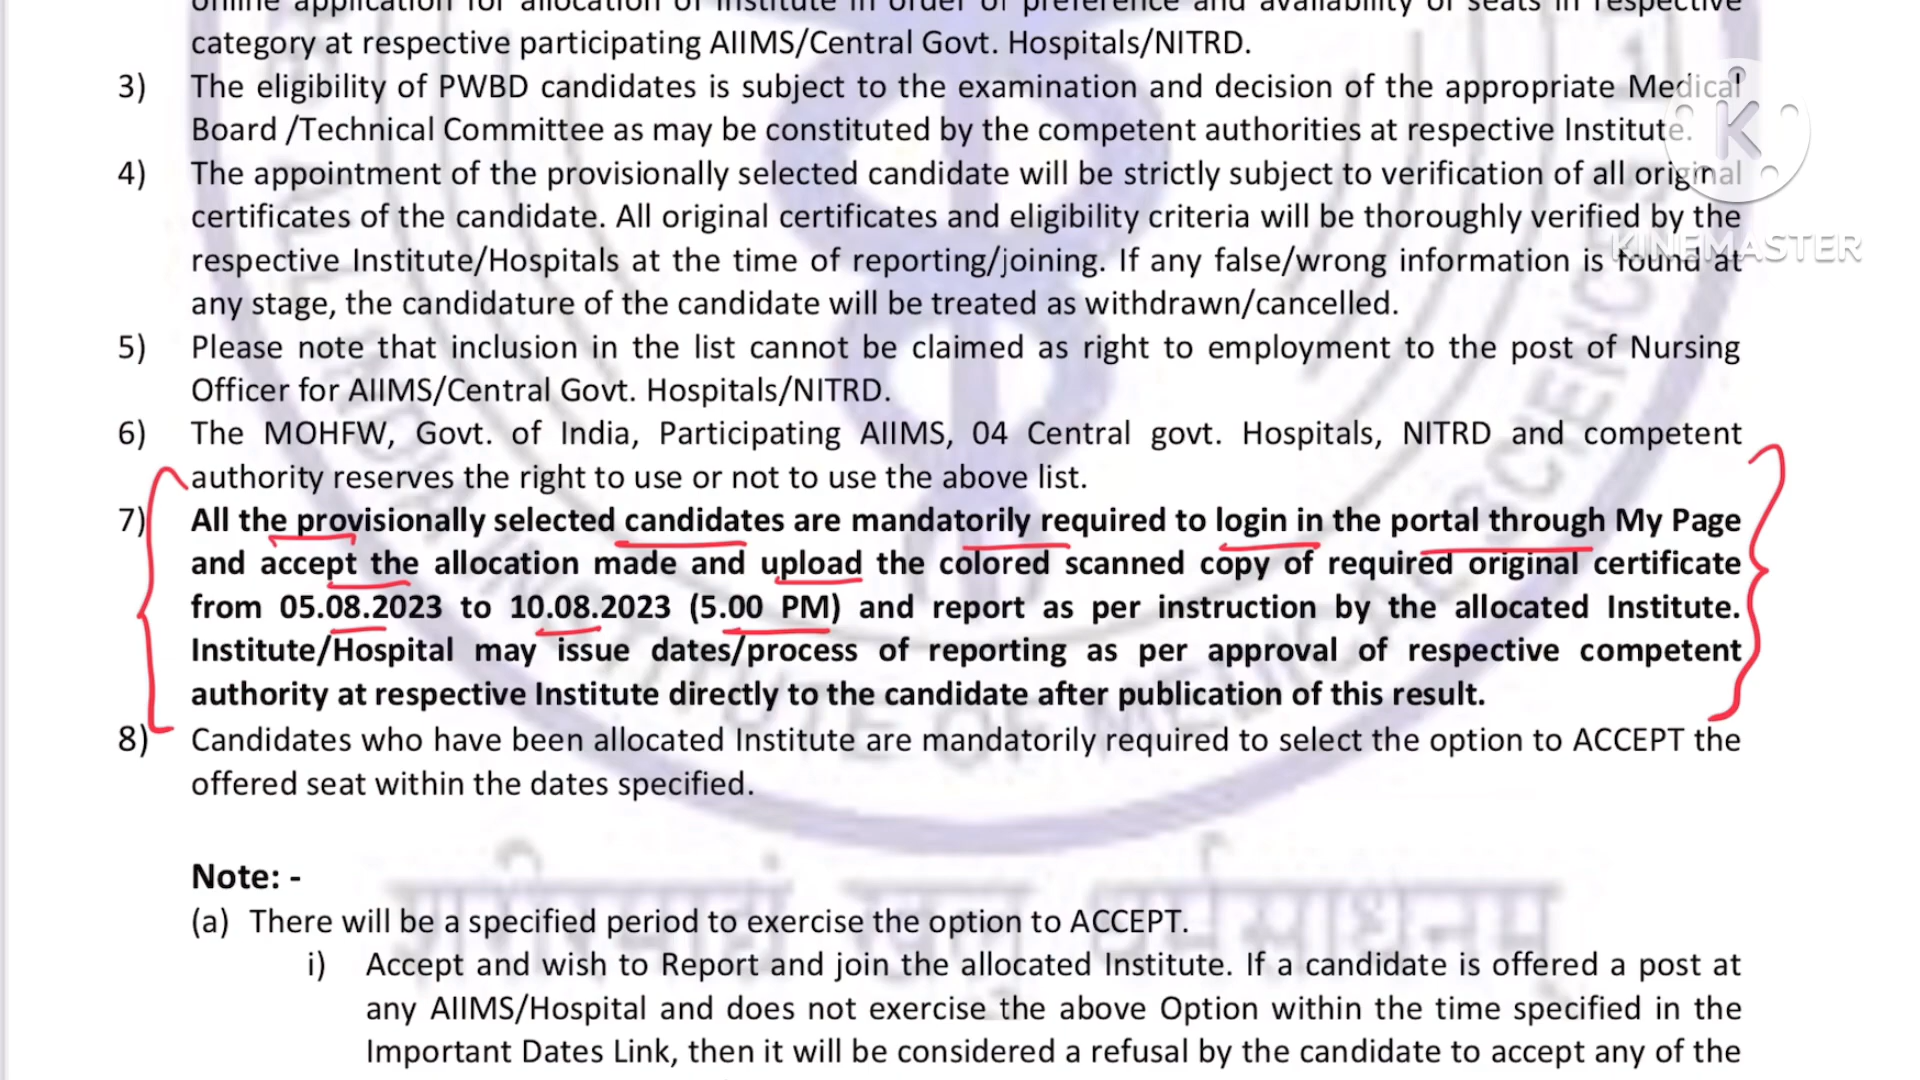 online application for allocation of Institute in order of preference and availability of seats in respective
category at respective participating AIIMS/Central Govt. Hospitals/NITRD.
3) The eligibility of PWBD candidates is subject to the examination and decision of the appropriate Medical
Board /Technical Committee as may be constituted by the competent authorities at respective Institute.
4) The appointment of the provisionally selected candidate will be strictly subject to verification of all original
certificates of the candidate. All original certificates and eligibility criteria will be thoroughly verified by the
respective Institute/Hospitals at the time of reporting/joining. If any false/wrong information is found at
any stage, the candidature of the candidate will be treated as withdrawn/cancelled.
5) Please note that inclusion in the list cannot be claimed as right to employment to the post of Nursing
Officer for AIIMS/Central Govt. Hospitals/NITRD.
6) The MOHFW, Govt. of India, Participating AIIMS, 04 Central govt. Hospitals, NITRD and competent
authority reserves the right to use or not to use the above list.
7) All the provisionally selected candidates are mandatorily required to login in the portal through My Page
and accept the allocation made and upload the colored scanned copy of required original certificate
from 05.08.2023 to 10.08.2023 (5.00 PM) and report as per instruction by the allocated Institute.
Institute/Hospital may issue dates/process of reporting as per approval of respective competent
authority at respective Institute directly to the candidate after publication of this result.
8) Candidates who have been allocated Institute are mandatorily required to select the option to ACCEPT the
offered seat within the dates specified.
Note: -
(a) There will be a specified period to exercise the option to ACCEPT.
i) Accept and wish to Report and join the allocated Institute. If a candidate is offered a post at
any AIIMS/Hospital and does not exercise the above Option within the time specified in the
Important Dates Link, then it will be considered a refusal by the candidate to accept any of the
K
KINEMASTER